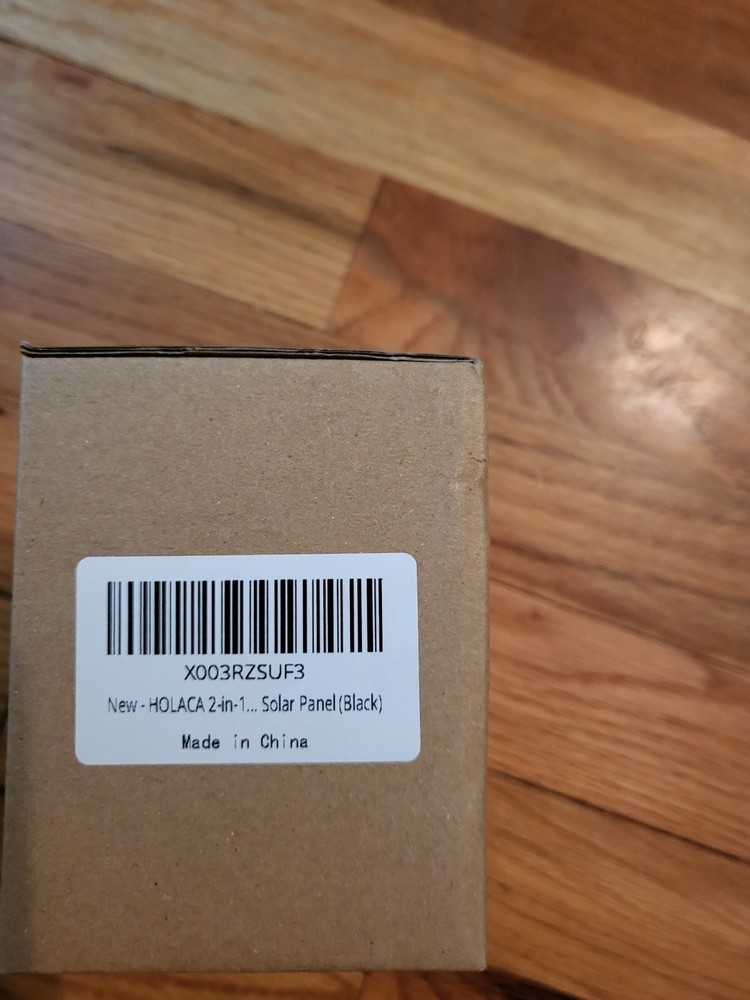 X003RZSUF3
New - HOLACA 2-in-1... Solar Panel (Black)
Made in China